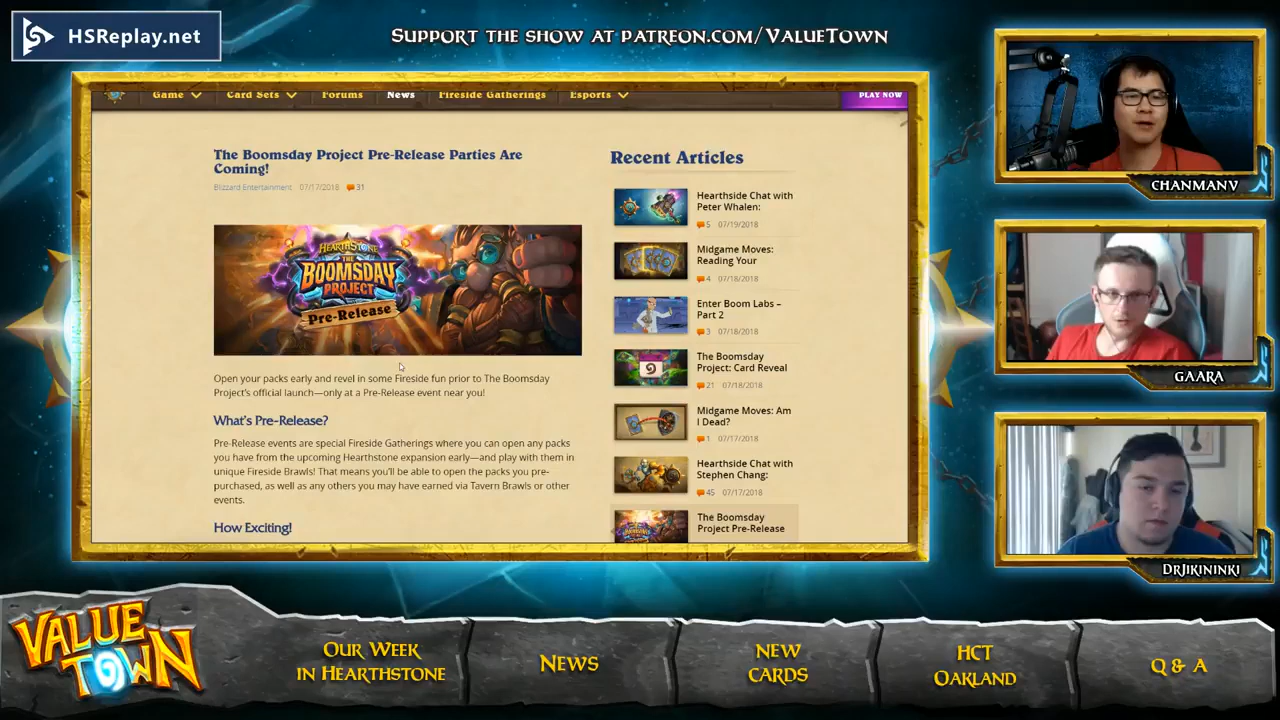 HSReplay.net
Support the show at patreon.com/ValueTown
Game
Card Sets
Forums
News
Fireside Gatherings
Esports
PLAY NOW
The Boomsday Project Pre-Release Parties Are
Coming!
Blizzard Entertainment 07/17/2018 31
HEARTHSTONE
THE
BOOMSDAY
PROJECT
Pre-Release
Open your packs early and revel in some Fireside fun prior to The Boomsday
Project's official launch—only at a Pre-Release event near you!
What's Pre-Release?
Pre-Release events are special Fireside Gatherings where you can open any packs
you have from the upcoming Hearthstone expansion early—and play with them in
unique Fireside Brawls! That means you'll be able to open the packs you pre-
purchased, as well as any others you may have earned via Tavern Brawls or other
events.
How Exciting!
Recent Articles
Hearthside Chat with
Peter Whalen:
5 07/19/2018
Midgame Moves:
Reading Your
4 07/18/2018
Enter Boom Labs –
Part 2
3 07/18/2018
The Boomsday
Project: Card Reveal
21 07/18/2018
Midgame Moves: Am
I Dead?
1 07/17/2018
Hearthside Chat with
Stephen Chang:
45 07/17/2018
The Boomsday
Project Pre-Release
ChanmanV
Gaara
DrJikininki
VALUE
TOWN
Our Week
in Hearthstone
News
New
Cards
HCT
Oakland
Q & A